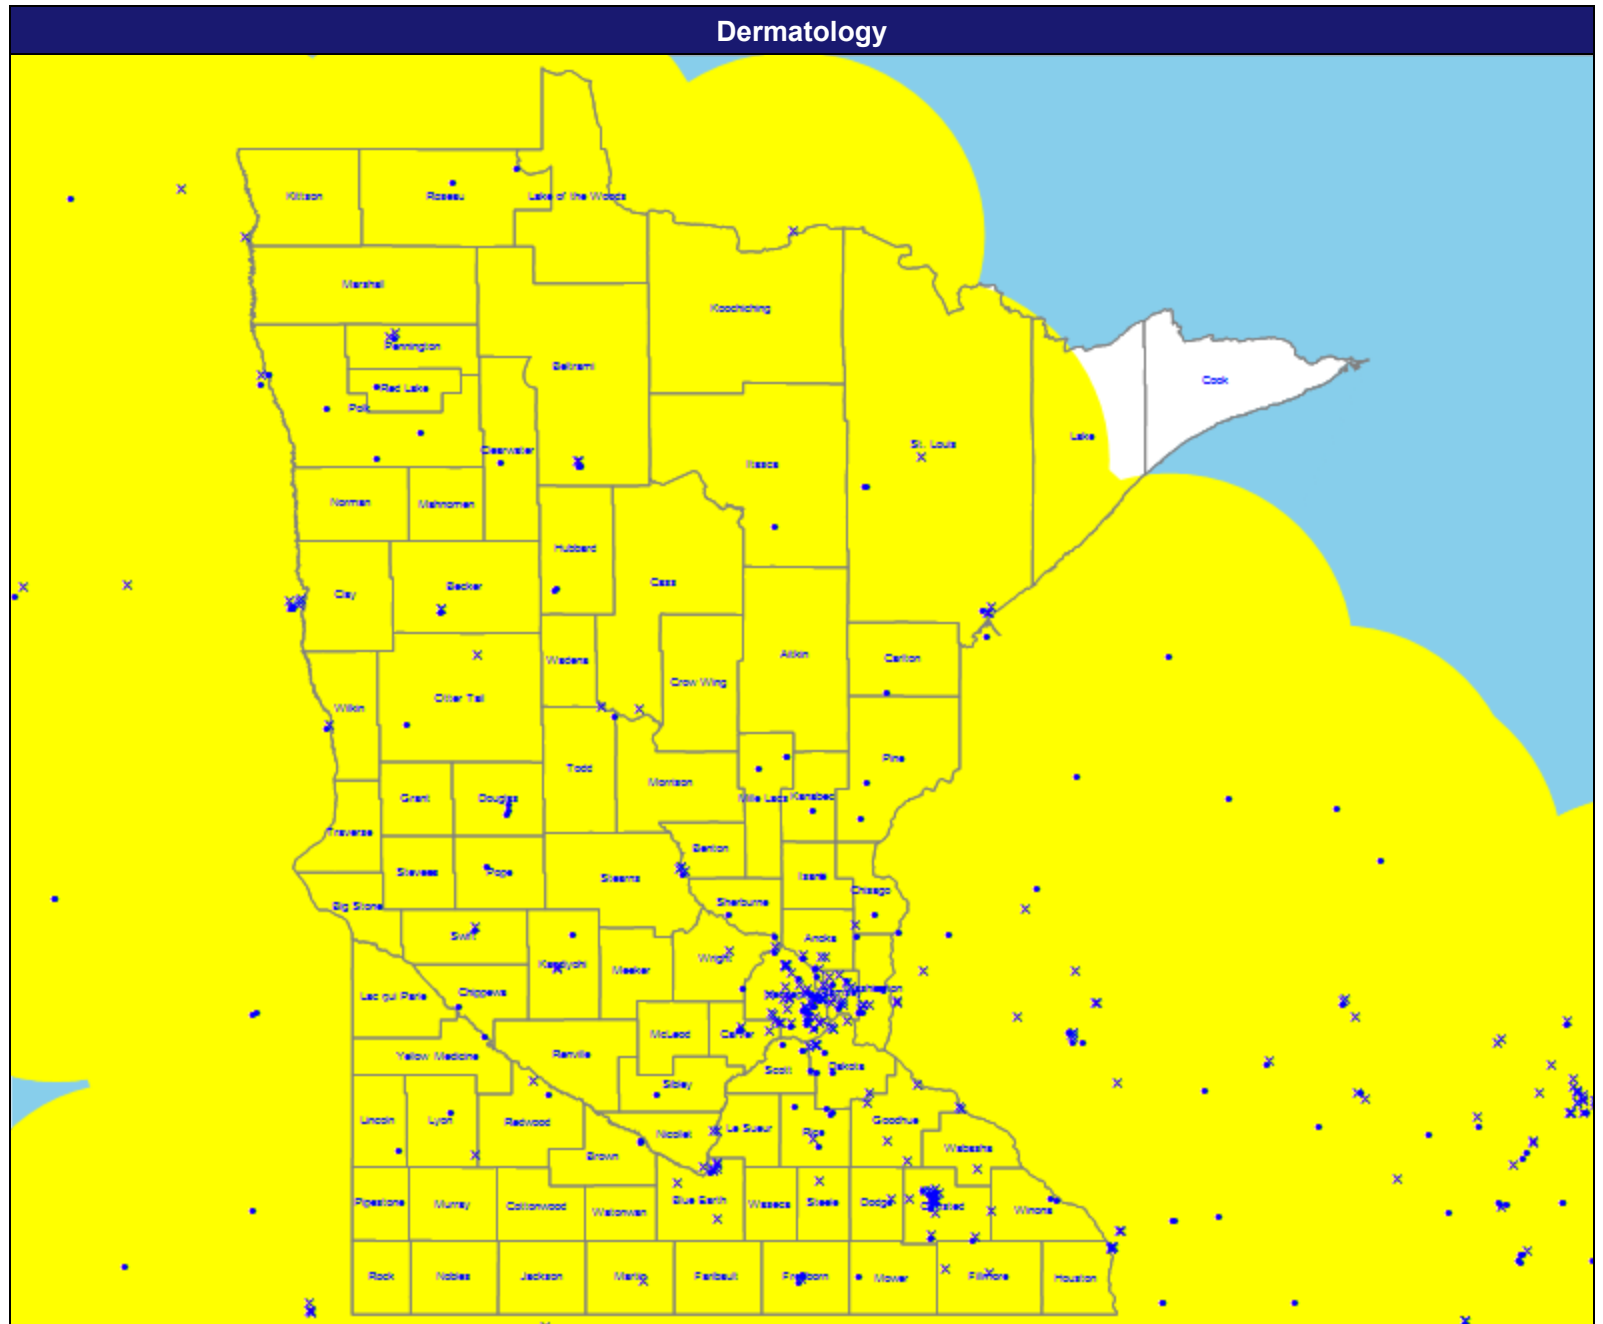 Dermatology
Kittson
Roseau
Lake of the Woods
Marshall
Koochiching
Pennington
Beltrami
Cook
Red Lake
Polk
Lake
St. Louis
Clearwater
Itasca
Norman
Mahnomen
Hubbard
Cass
Becker
Clay
Aitkin
Carlton
Wadena
Crow Wing
Otter Tail
Wilkin
Pine
Todd
Morrison
Grant
Douglas
Mille Lacs
Kanabec
Traverse
Benton
Stevens
Pope
Stearns
Isanti
Chisago
Sherburne
Big Stone
Swift
Anoka
Wright
Kandiyohi
Meeker
Chippewa
Lac qui Parle
Washington
McLeod
Carver
Renville
Yellow Medicine
Scott
Dakota
Sibley
Lincoln
Lyon
Redwood
Goodhue
Le Sueur
Rice
Nicollet
Wabasha
Brown
Pipestone
Murray
Cottonwood
Watonwan
Blue Earth
Waseca
Steele
Dodge
Olmsted
Winona
Rock
Nobles
Jackson
Martin
Faribault
Freeborn
Mower
Fillmore
Houston